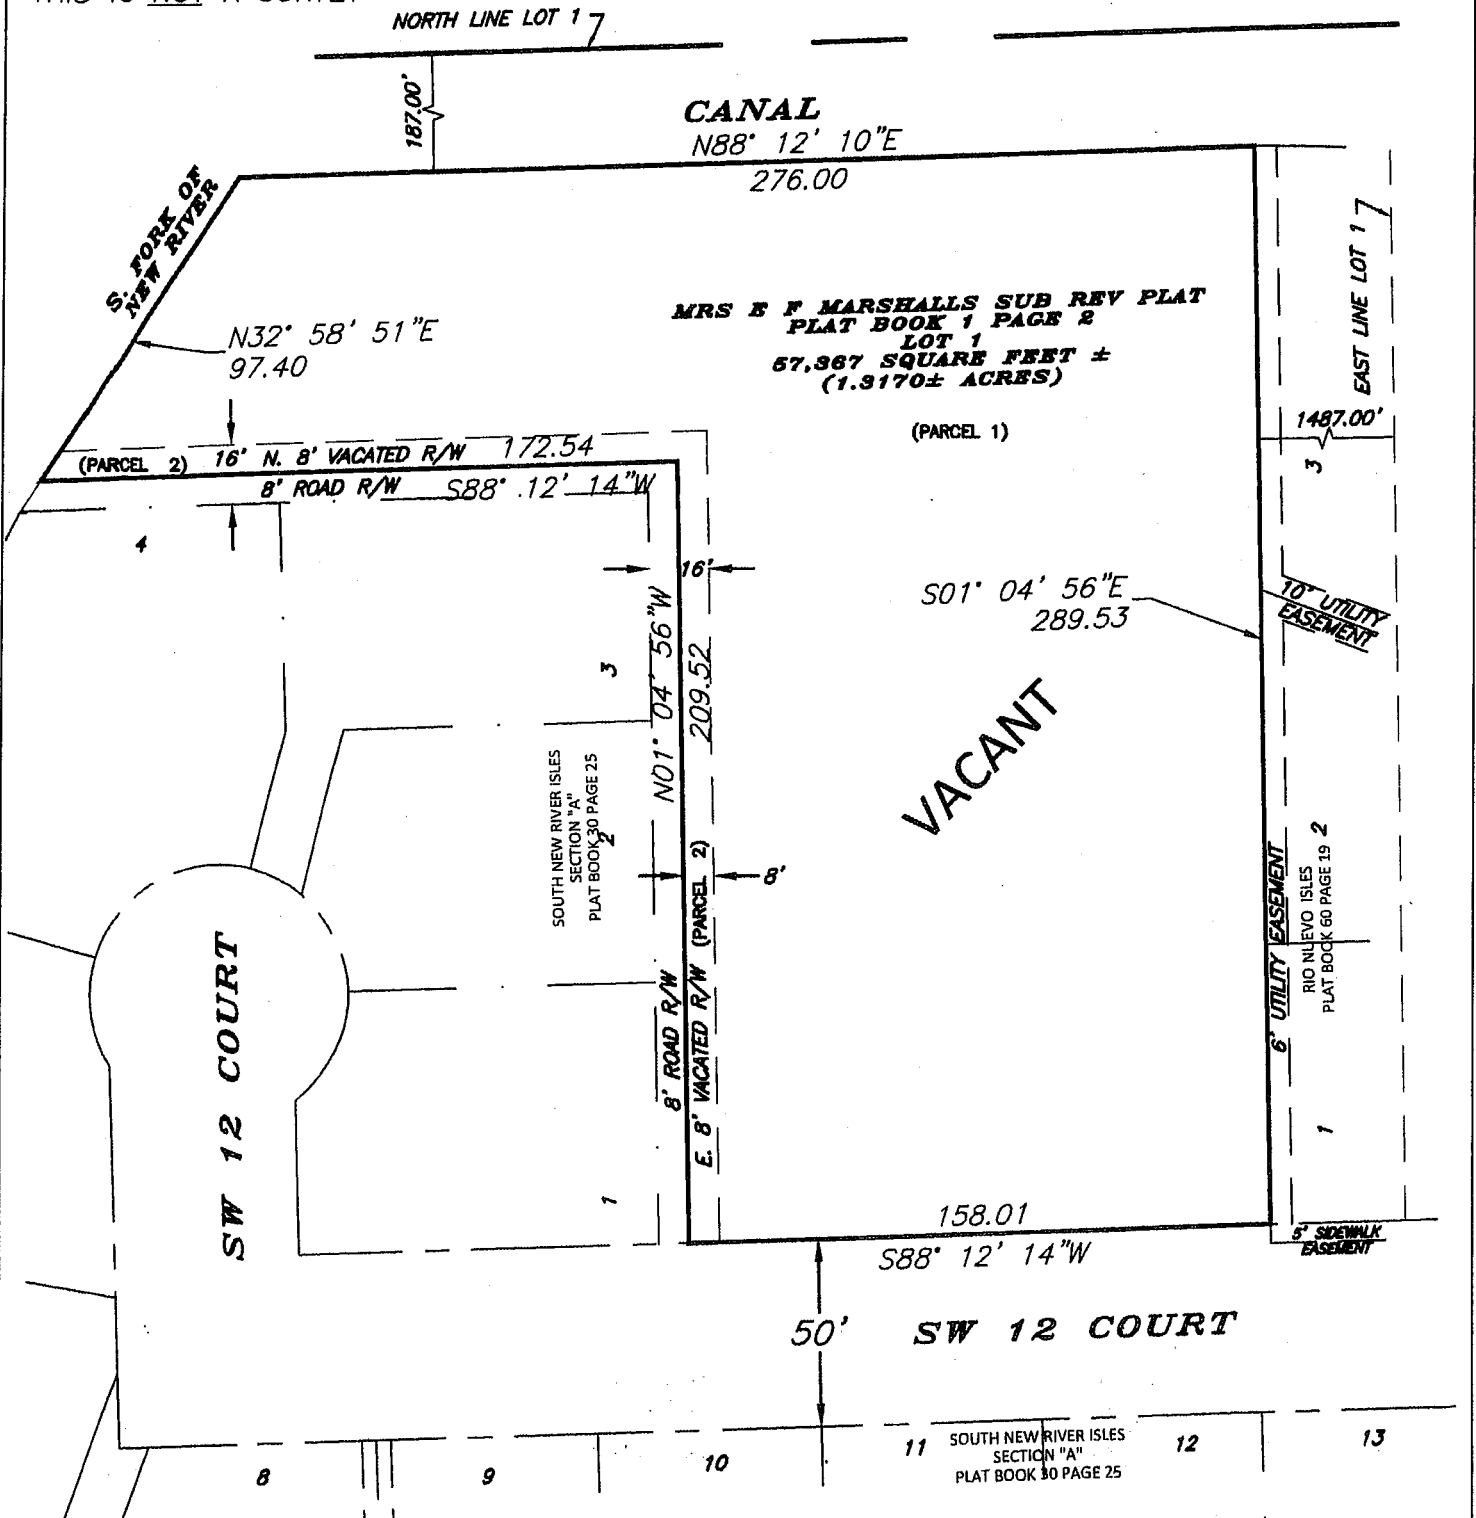 THIS IS NOT A SURVEY
NORTH LINE LOT 1
187.00'
CANAL
N88° 12' 10"E
276.00
S. FORK OF
NEW RIVER
N32° 58' 51"E
97.40
MRS E F MARSHALLS SUB REV PLAT
PLAT BOOK 1 PAGE 2
LOT 1
57,367 SQUARE FEET ±
(1.3170± ACRES)
(PARCEL 1)
EAST LINE LOT 1
1487.00'
3
(PARCEL 2)
16'
N. 8' VACATED R/W
172.54
8' ROAD R/W
S88° 12' 14"W
4
16'
N01° 04' 56"W
209.52
3
S01° 04' 56"E
289.53
10' UTILITY
EASEMENT
VACANT
SOUTH NEW RIVER ISLES
SECTION "A"
PLAT BOOK 30 PAGE 25
2
8'
(PARCEL 2)
E. 8' VACATED R/W
8' ROAD R/W
6' UTILITY EASEMENT
RIO NUEVO ISLES
PLAT BOOK 60 PAGE 19
2
SW 12 COURT
1
1
158.01
S88° 12' 14"W
5' SIDEWALK
EASEMENT
50'
SW 12 COURT
8
9
10
11
SOUTH NEW RIVER ISLES
SECTION "A"
PLAT BOOK 30 PAGE 25
12
13